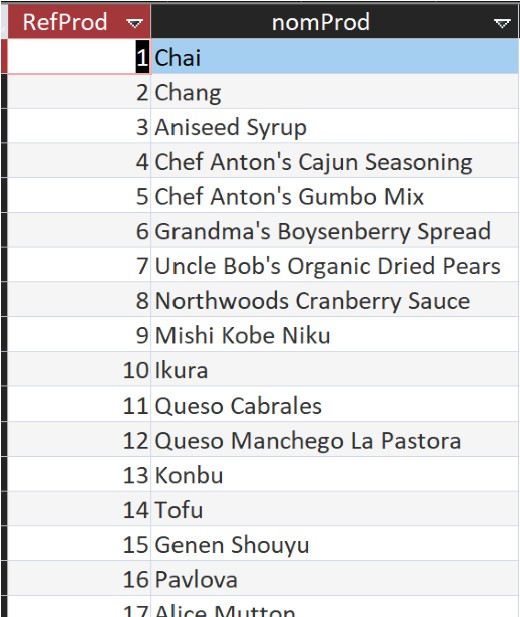 RefProd nomProd
1 Chai
2 Chang
3 Aniseed Syrup
4 Chef Anton's Cajun Seasoning
5 Chef Anton's Gumbo Mix
6 Grandma's Boysenberry Spread
7 Uncle Bob's Organic Dried Pears
8 Northwoods Cranberry Sauce
9 Mishi Kobe Niku
10 Ikura
11 Queso Cabrales
12 Queso Manchego La Pastora
13 Konbu
14 Tofu
15 Genen Shouyu
16 Pavlova
17 Alice Mutton